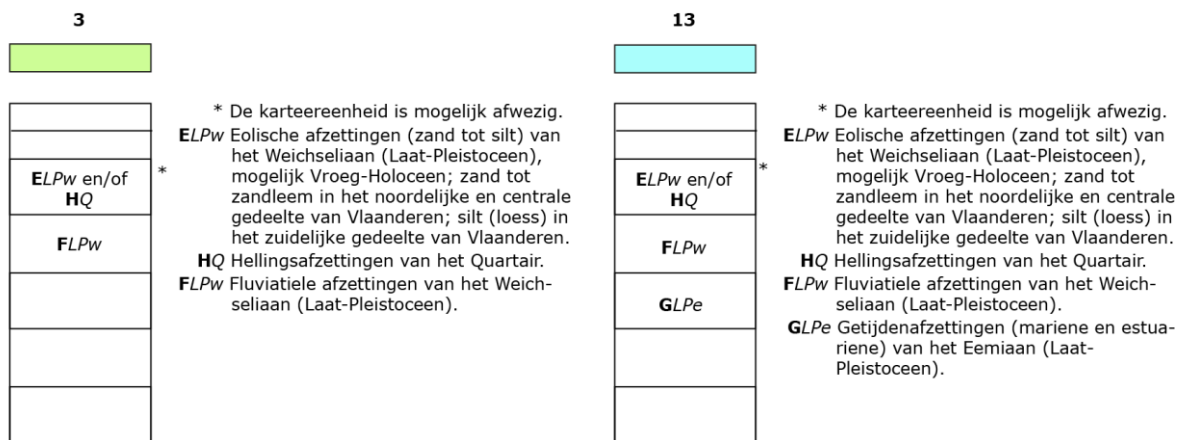 3
* De karteereenheid is mogelijk afwezig.
ELPw en/of
HQ
*
FLPw
ELPw Eolische afzettingen (zand tot silt) van
het Weichseliaan (Laat-Pleistoceen),
mogelijk Vroeg-Holoceen; zand tot
zandleem in het noordelijke en centrale
gedeelte van Vlaanderen; silt (loess) in
het zuidelijke gedeelte van Vlaanderen.
HQ Hellingsafzettingen van het Quartair.
FLPw Fluviatiele afzettingen van het Weich-
seliaan (Laat-Pleistoceen).
13
* De karteereenheid is mogelijk afwezig.
ELPw en/of
HQ
*
FLPw
GLPe
ELPw Eolische afzettingen (zand tot silt) van
het Weichseliaan (Laat-Pleistoceen),
mogelijk Vroeg-Holoceen; zand tot
zandleem in het noordelijke en centrale
gedeelte van Vlaanderen; silt (loess) in
het zuidelijke gedeelte van Vlaanderen.
HQ Hellingsafzettingen van het Quartair.
FLPw Fluviatiele afzettingen van het Weich-
seliaan (Laat-Pleistoceen).
GLPe Getijdenafzettingen (mariene en estua-
riene) van het Eemiaan (Laat-
Pleistoceen).